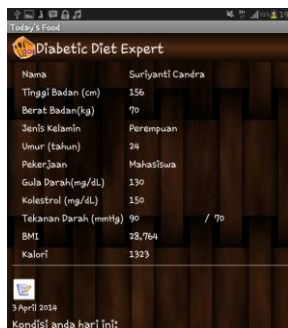 Today's Food
Diabetic Diet Expert
Nama Suriyanti Candra
Tinggi Badan (cm) 156
Berat Badan(kg) 70
Jenis Kelamin Perempuan
Umur (tahun) 24
Pekerjaan Mahasiswa
Gula Darah(mg/dL) 130
Kolestrol (mg/dL) 150
Tekanan Darah (mmHg) 90 / 70
BMI 28,764
Kalori 1323
3 April 2014
Kondisi anda hari ini: